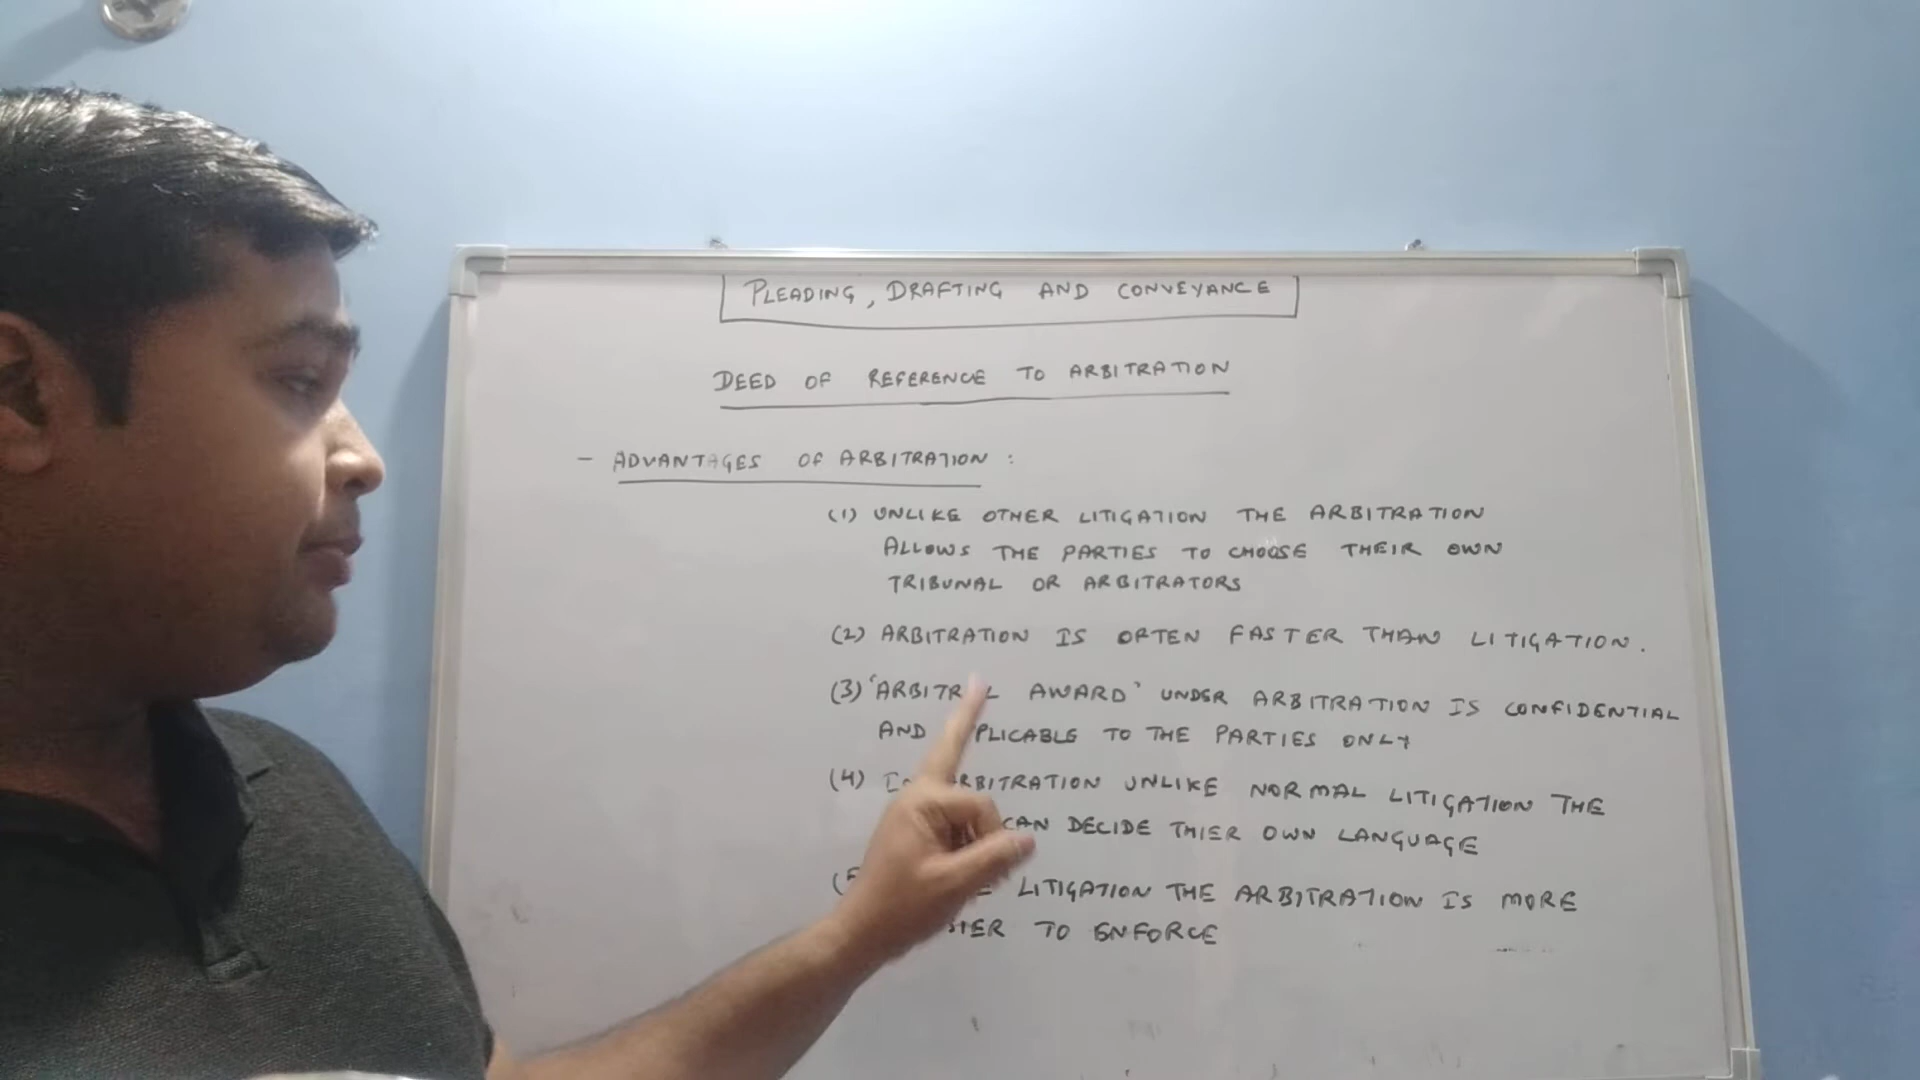 PLEADING, DRAFTING AND CONVEYANCE
DEED OF REFERENCE TO ARBITRATION
- ADVANTAGES OF ARBITRATION :
(1) UNLIKE OTHER LITIGATION THE ARBITRATION
ALLOWS THE PARTIES TO CHOOSE THEIR OWN
TRIBUNAL OR ARBITRATORS
(2) ARBITRATION IS OFTEN FASTER THAN LITIGATION.
(3) 'ARBITRAL AWARD' UNDER ARBITRATION IS CONFIDENTIAL
AND APPLICABLE TO THE PARTIES ONLY
(4) IN ARBITRATION UNLIKE NORMAL LITIGATION THE
CAN DECIDE THIER OWN LANGUAGE
LITIGATION THE ARBITRATION IS MORE
TO ENFORCE